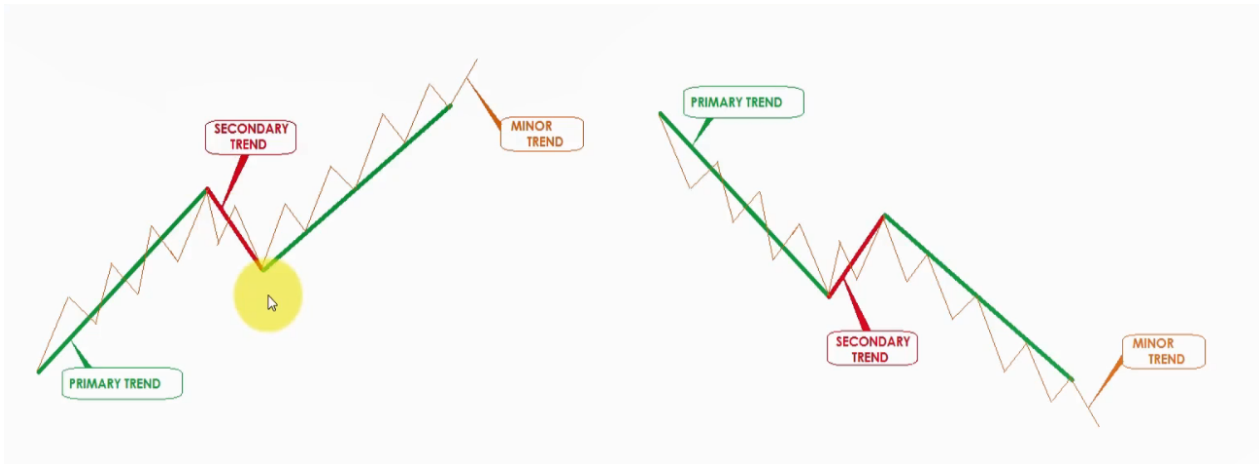 SECONDARY
TREND
MINOR
TREND
PRIMARY TREND
PRIMARY TREND
SECONDARY
TREND
MINOR
TREND